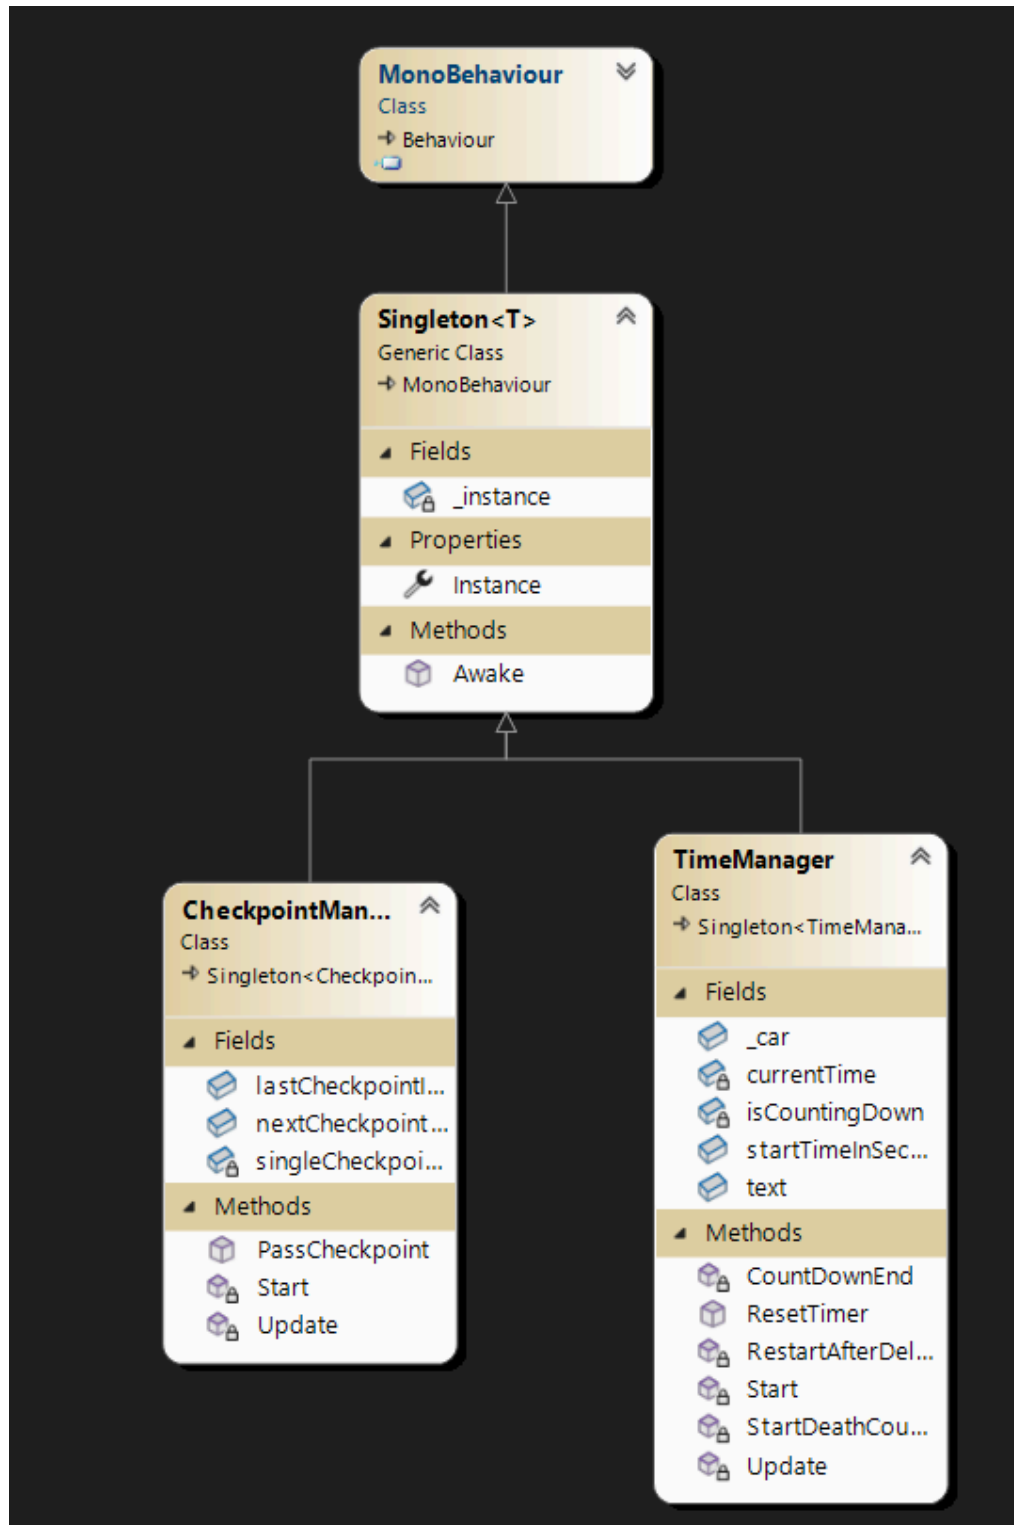 MonoBehaviour
Class
Behaviour
Singleton<T>
Generic Class
MonoBehaviour
Fields
_instance
Properties
Instance
Methods
Awake
CheckpointMan...
Class
Singleton<Checkpoin...
Fields
lastCheckpointI...
nextCheckpoint...
singleCheckpoi...
Methods
PassCheckpoint
Start
Update
TimeManager
Class
Singleton<TimeMana...
Fields
_car
currentTime
isCountingDown
startTimeInSec...
text
Methods
CountDownEnd
ResetTimer
RestartAfterDel...
Start
StartDeathCou...
Update